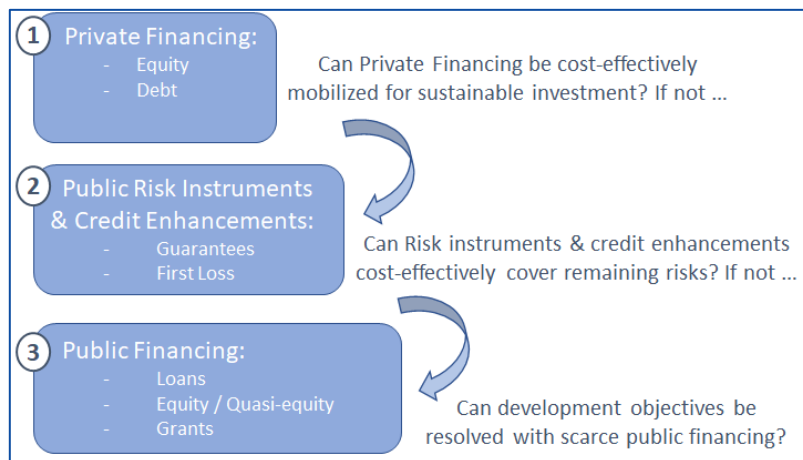 1
Private Financing:
- Equity
- Debt
Can Private Financing be cost-effectively
mobilized for sustainable investment? If not ...
2
Public Risk Instruments
& Credit Enhancements:
- Guarantees
- First Loss
Can Risk instruments & credit enhancements
cost-effectively cover remaining risks? If not ...
3
Public Financing:
- Loans
- Equity / Quasi-equity
- Grants
Can development objectives be
resolved with scarce public financing?